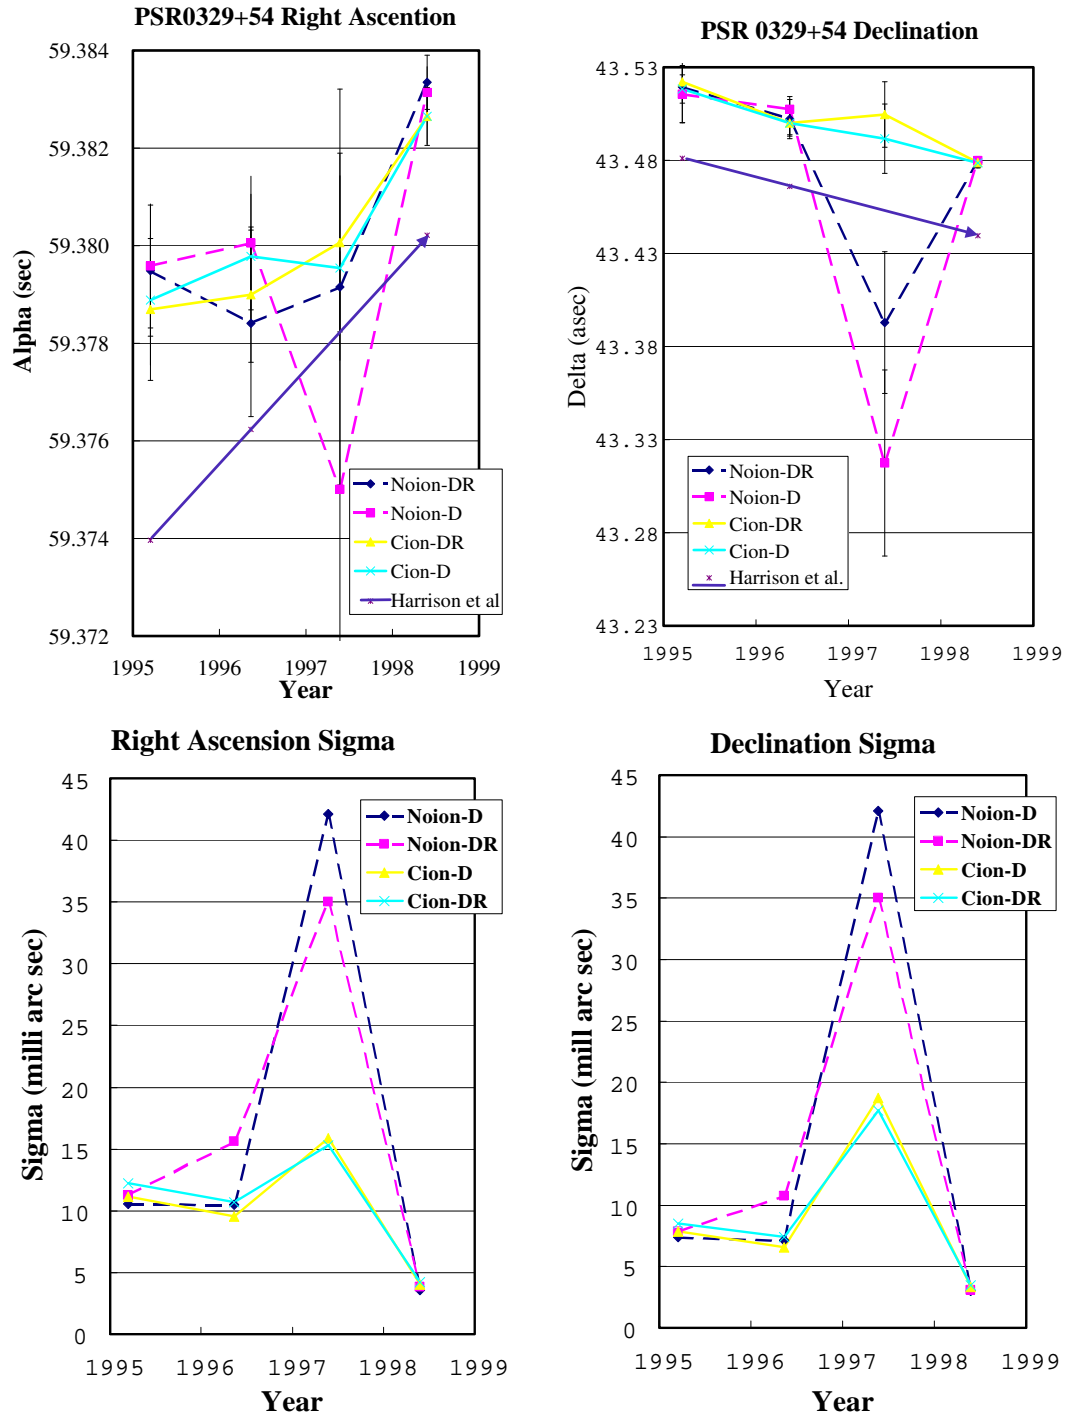 PSR0329+54 Right Ascention
59.384
59.382
59.380
59.378
59.376
59.374
59.372
Alpha (sec)
Noion-DR
Noion-D
Cion-DR
Cion-D
Harrison et al
1995 1996 1997 1998 1999
Year
PSR 0329+54 Declination
43.53
43.48
43.43
43.38
43.33
43.28
43.23
Delta (asec)
Noion-DR
Noion-D
Cion-DR
Cion-D
Harrison et al.
1995 1996 1997 1998 1999
Year
Right Ascension Sigma
45
40
35
30
25
20
15
10
5
0
Sigma (milli arc sec)
Noion-D
Noion-DR
Cion-D
Cion-DR
1995 1996 1997 1998 1999
Year
Declination Sigma
45
40
35
30
25
20
15
10
5
0
Sigma (mill arc sec)
Noion-D
Noion-DR
Cion-D
Cion-DR
1995 1996 1997 1998 1999
Year